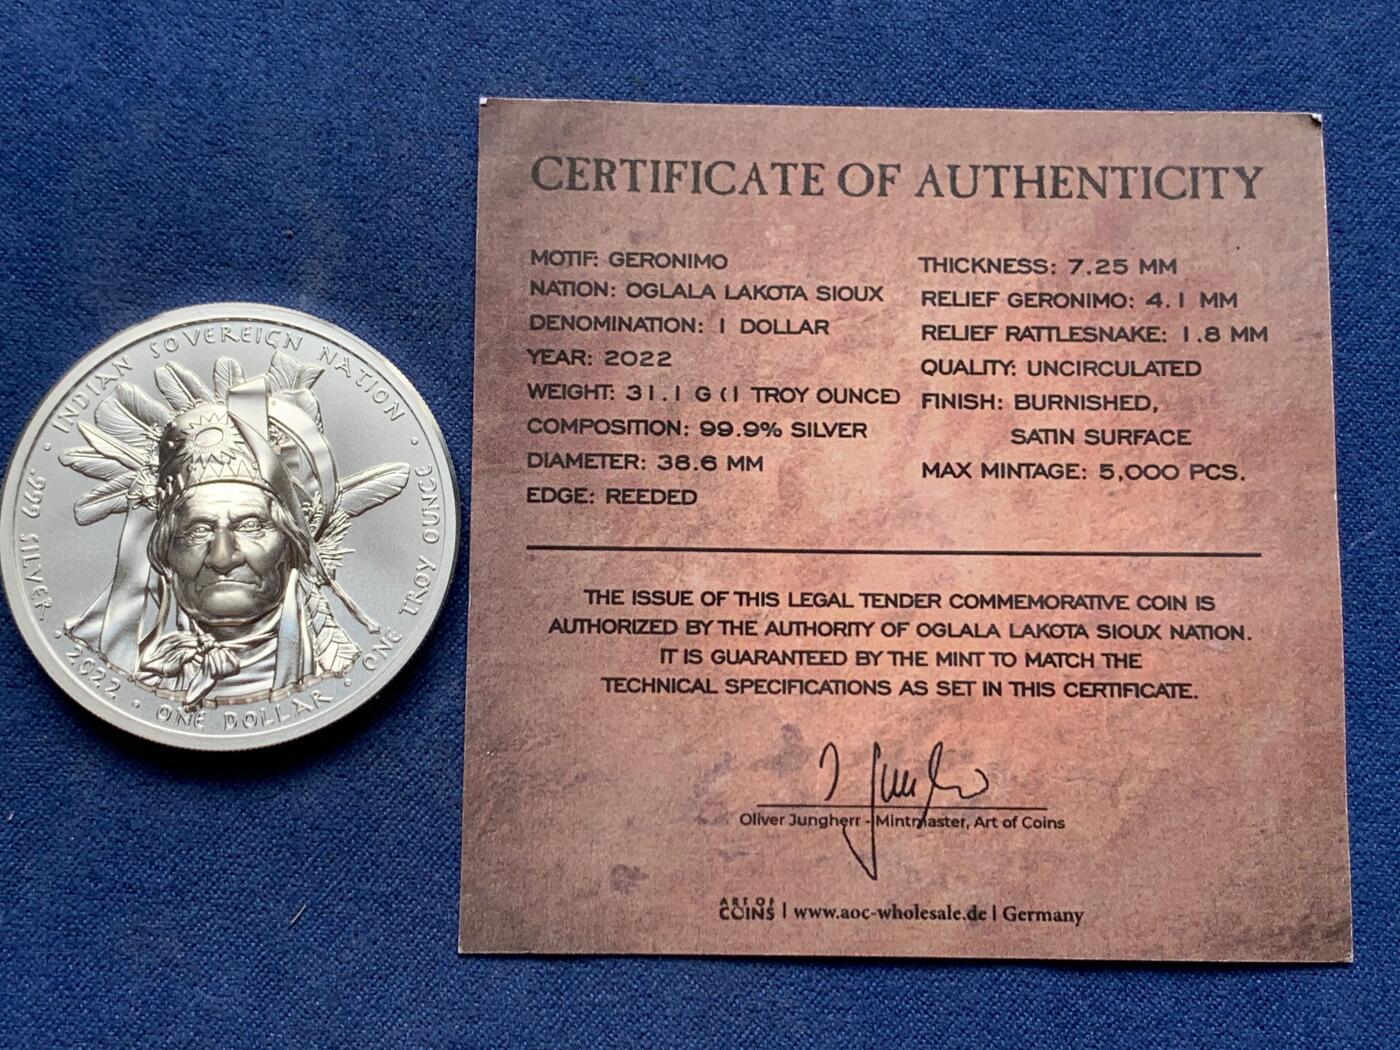 INDIAN SOVEREIGN NATION
.999 SILVER
2022 · ONE DOLLAR
ONE TROY OUNCE
CERTIFICATE OF AUTHENTICITY
MOTIF: GERONIMO
NATION: OGLALA LAKOTA SIOUX
DENOMINATION: 1 DOLLAR
YEAR: 2022
WEIGHT: 31.1 G (1 TROY OUNCE)
COMPOSITION: 99.9% SILVER
DIAMETER: 38.6 MM
EDGE: REEDED
THICKNESS: 7.25 MM
RELIEF GERONIMO: 4.1 MM
RELIEF RATTLESNAKE: 1.8 MM
QUALITY: UNCIRCULATED
FINISH: BURNISHED,
SATIN SURFACE
MAX MINTAGE: 5,000 PCS.
THE ISSUE OF THIS LEGAL TENDER COMMEMORATIVE COIN IS
AUTHORIZED BY THE AUTHORITY OF OGLALA LAKOTA SIOUX NATION.
IT IS GUARANTEED BY THE MINT TO MATCH THE
TECHNICAL SPECIFICATIONS AS SET IN THIS CERTIFICATE.
Oliver Jungherr - Mintmaster, Art of Coins
ART OF
COINS | www.aoc-wholesale.de | Germany